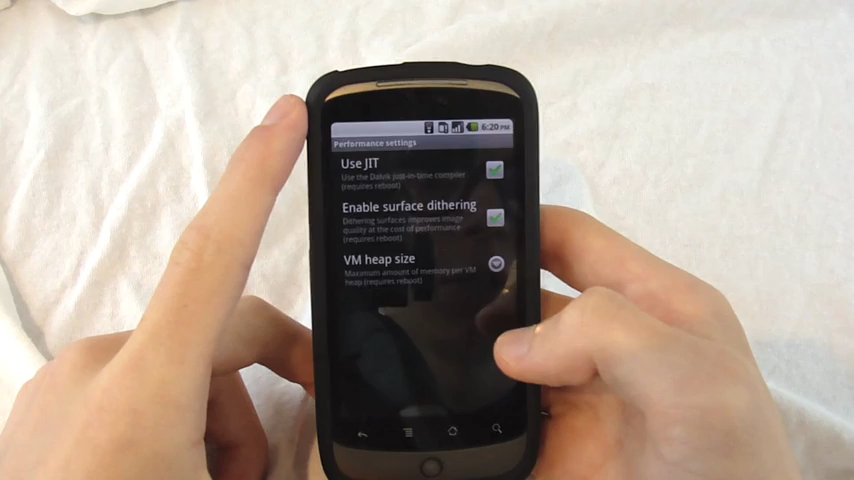 6:20 PM
Performance settings
Use JIT
Use the Dalvik just-in-time compiler
(requires reboot)
Enable surface dithering
Dithering surfaces improves image
quality at the cost of performance
(requires reboot)
VM heap size
Maximum amount of memory per VM
heap (requires reboot)